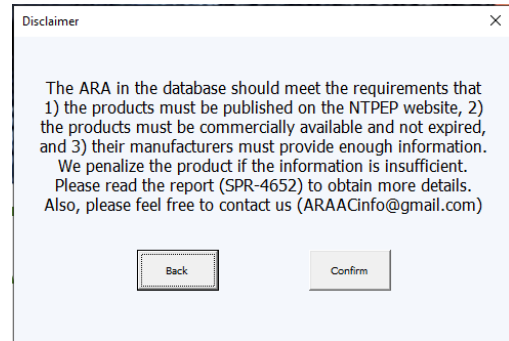 Disclaimer
The ARA in the database should meet the requirements that
1) the products must be published on the NTPEP website, 2)
the products must be commercially available and not expired,
and 3) their manufacturers must provide enough information.
We penalize the product if the information is insufficient.
Please read the report (SPR-4652) to obtain more details.
Also, please feel free to contact us (ARAACinfo@gmail.com)
Back
Confirm